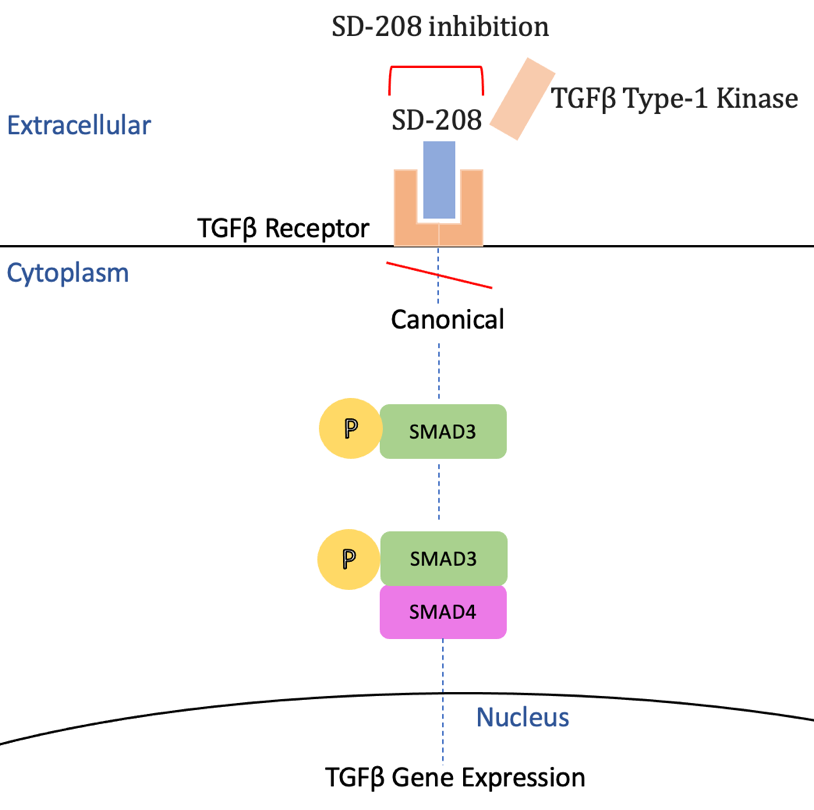 SD-208 inhibition
TGFβ Type-1 Kinase
Extracellular
SD-208
TGFβ Receptor
Cytoplasm
Canonical
P
SMAD3
P
SMAD3
SMAD4
Nucleus
TGFβ Gene Expression